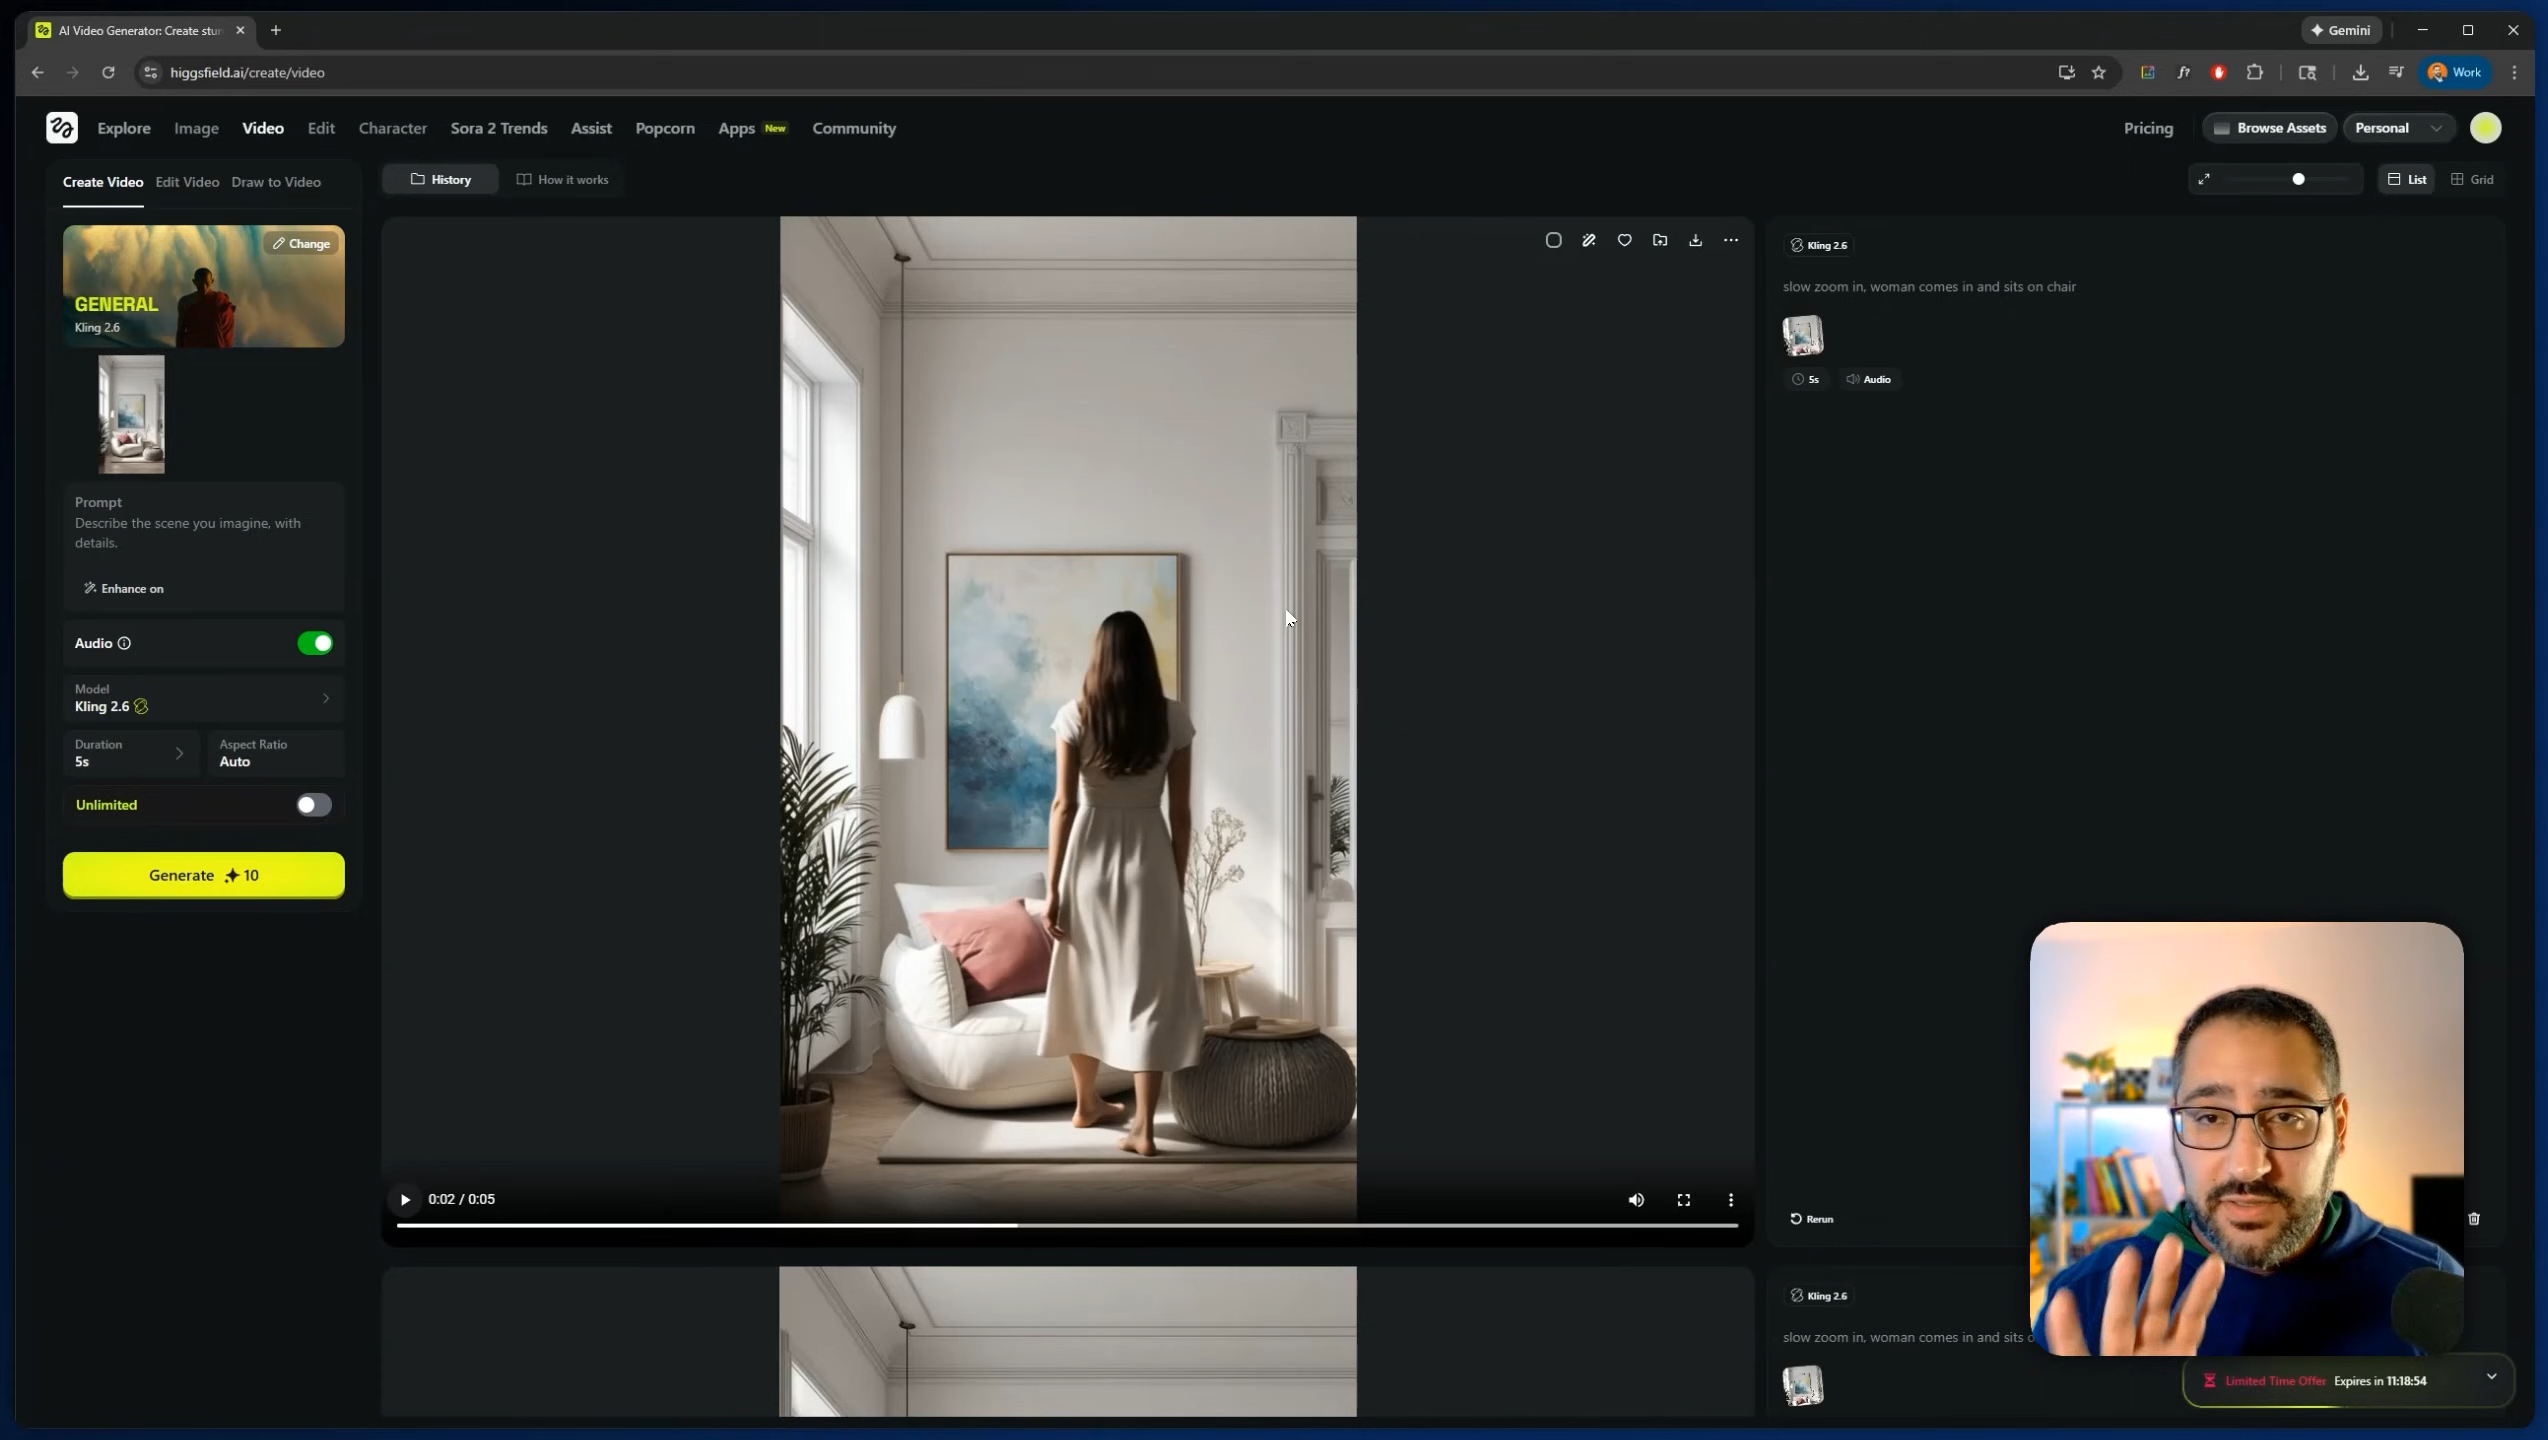 AI Video Generator: Create stu
Gemini
higgsfield.ai/create/video
Work
Explore
Image
Video
Edit
Character
Sora 2 Trends
Assist
Popcorn
Apps New
Community
Pricing
Browse Assets
Personal
Create Video
Edit Video
Draw to Video
History
How it works
List
Grid
Change
GENERAL
Kling 2.6
Prompt
Describe the scene you imagine, with
details.
Enhance on
Audio
Model
Kling 2.6
Duration
5s
Aspect Ratio
Auto
Unlimited
Generate 10
0:02 / 0:05
Kling 2.6
slow zoom in, woman comes in and sits on chair
5s
Audio
Rerun
Kling 2.6
slow zoom in, woman comes in and sits
Limited Time Offer Expires in 11:18:54